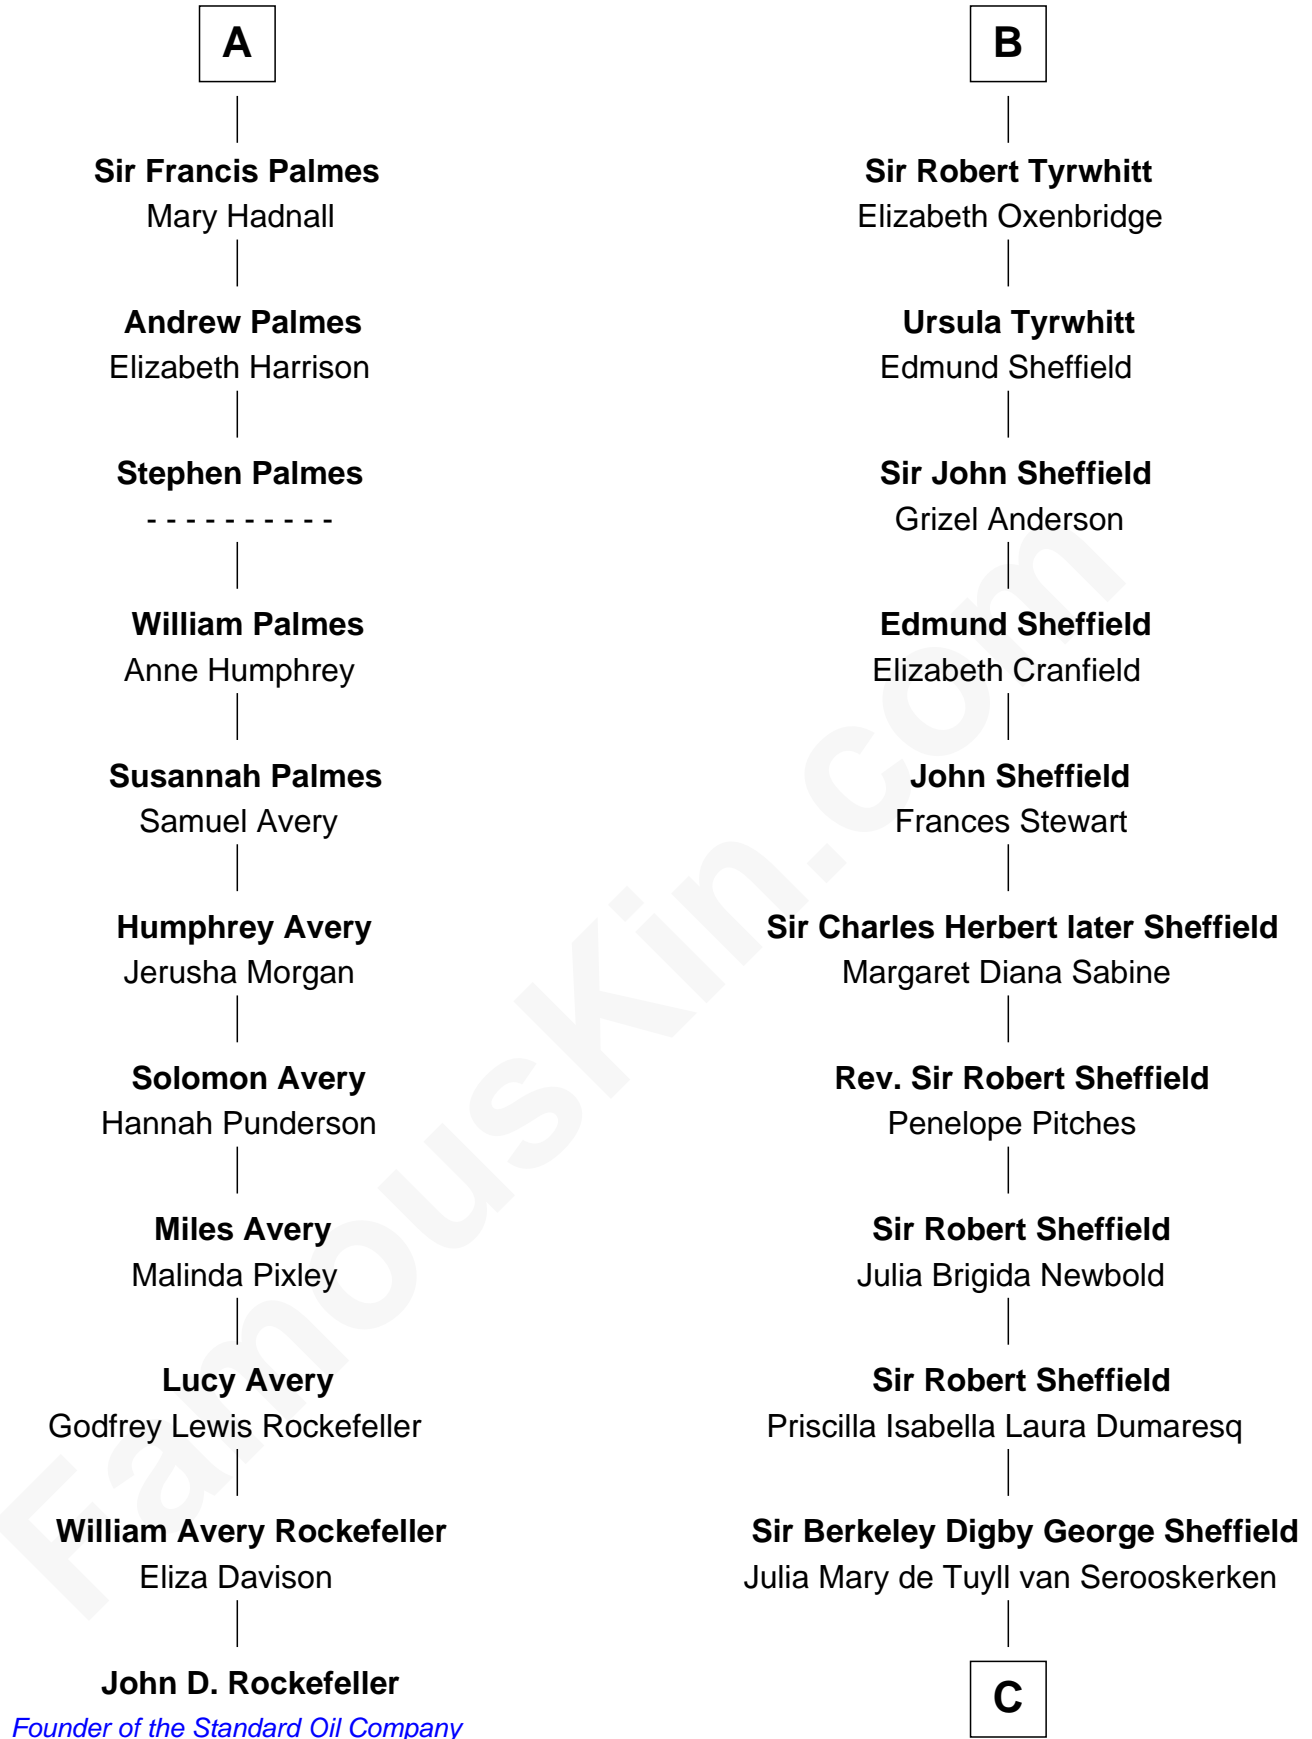 A
Sir Francis Palmes
Mary Hadnall
Andrew Palmes
Elizabeth Harrison
Stephen Palmes
- - - - - - - - - -
William Palmes
Anne Humphrey
Susannah Palmes
Samuel Avery
Humphrey Avery
Jerusha Morgan
Solomon Avery
Hannah Punderson
Miles Avery
Malinda Pixley
Lucy Avery
Godfrey Lewis Rockefeller
William Avery Rockefeller
Eliza Davison
John D. Rockefeller
Founder of the Standard Oil Company
B
Sir Robert Tyrwhitt
Elizabeth Oxenbridge
Ursula Tyrwhitt
Edmund Sheffield
Sir John Sheffield
Grizel Anderson
Edmund Sheffield
Elizabeth Cranfield
John Sheffield
Frances Stewart
Sir Charles Herbert later Sheffield
Margaret Diana Sabine
Rev. Sir Robert Sheffield
Penelope Pitches
Sir Robert Sheffield
Julia Brigida Newbold
Sir Robert Sheffield
Priscilla Isabella Laura Dumaresq
Sir Berkeley Digby George Sheffield
Julia Mary de Tuyll van Serooskerken
C
FamousKin.com